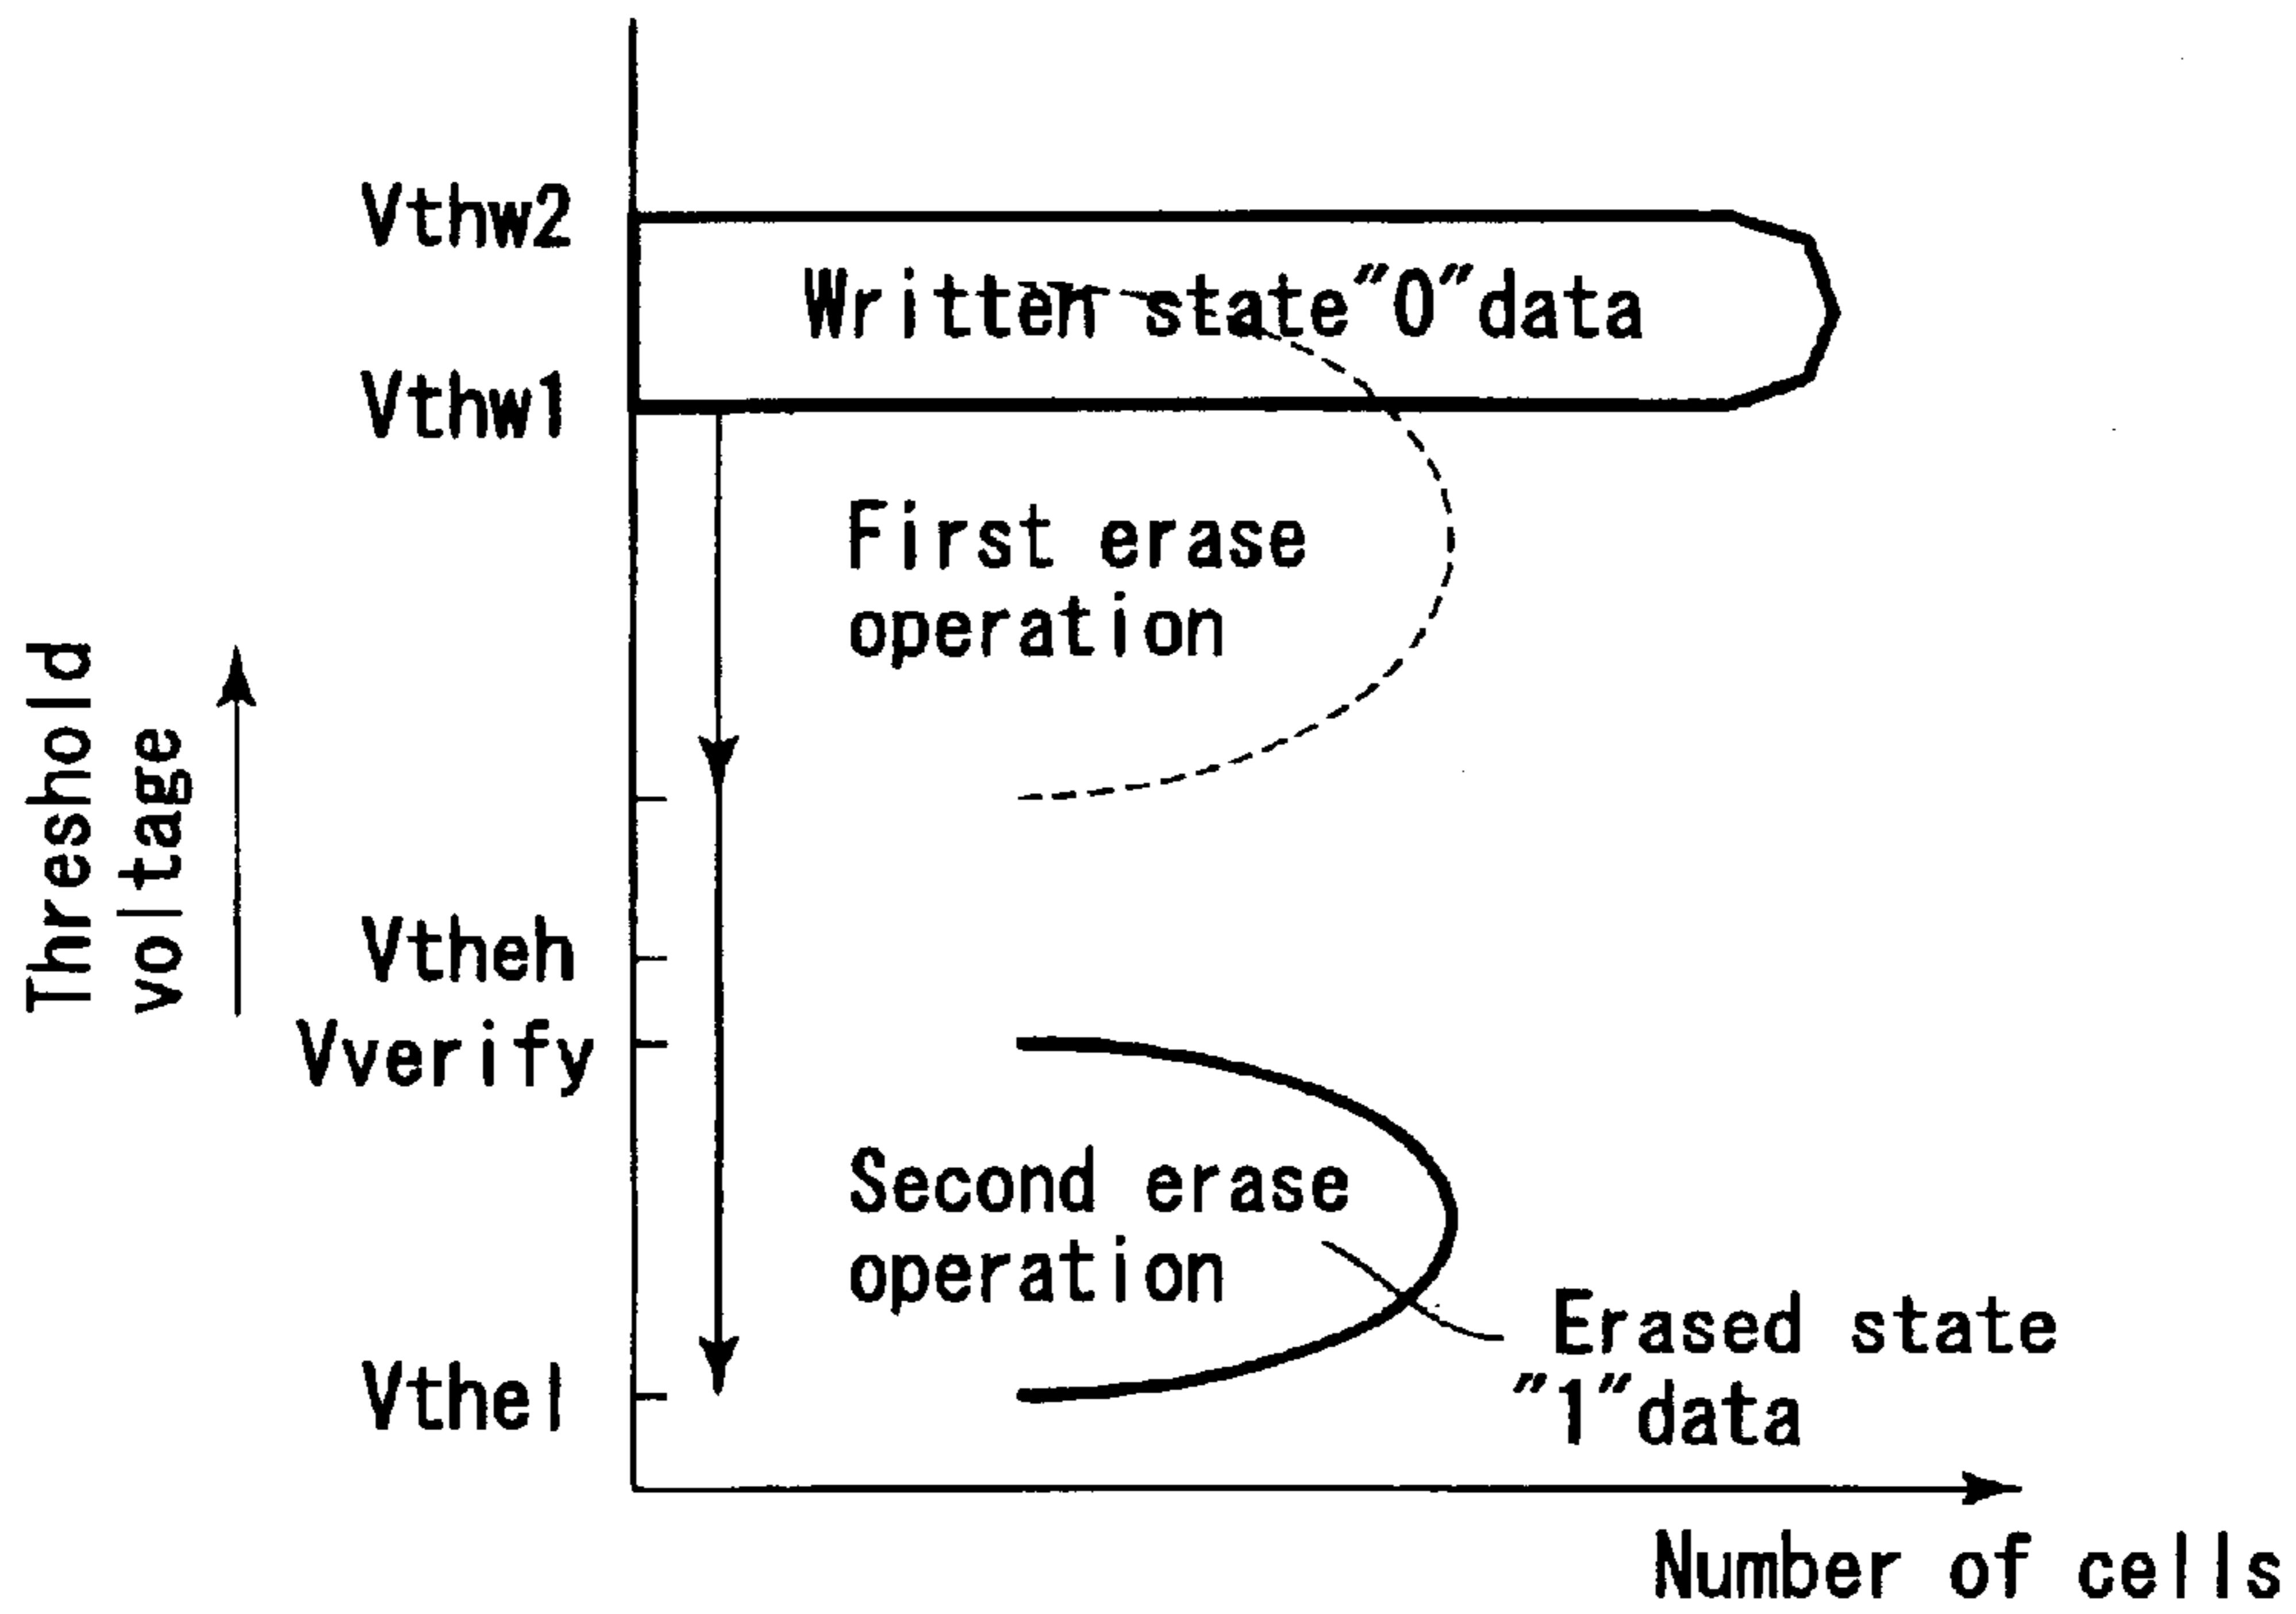 Vthw2
Written state"0"data
Vthw1
First erase
operation
Threshold
voltage
Vtheh
Vverify
Second erase
operation
Erased state
"1"data
Vthel
Number of cells